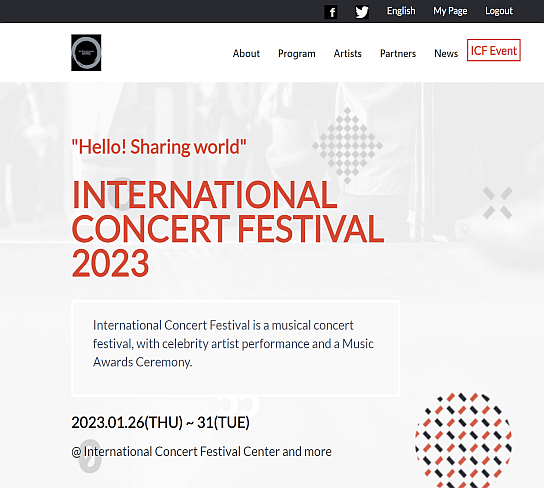 English My Page Logout
About Program Artists Partners News ICF Event
"Hello! Sharing world"
INTERNATIONAL
CONCERT FESTIVAL
2023
International Concert Festival is a musical concert
festival, with celebrity artist performance and a Music
Awards Ceremony.
2023.01.26(THU) ~ 31(TUE)
@ International Concert Festival Center and more